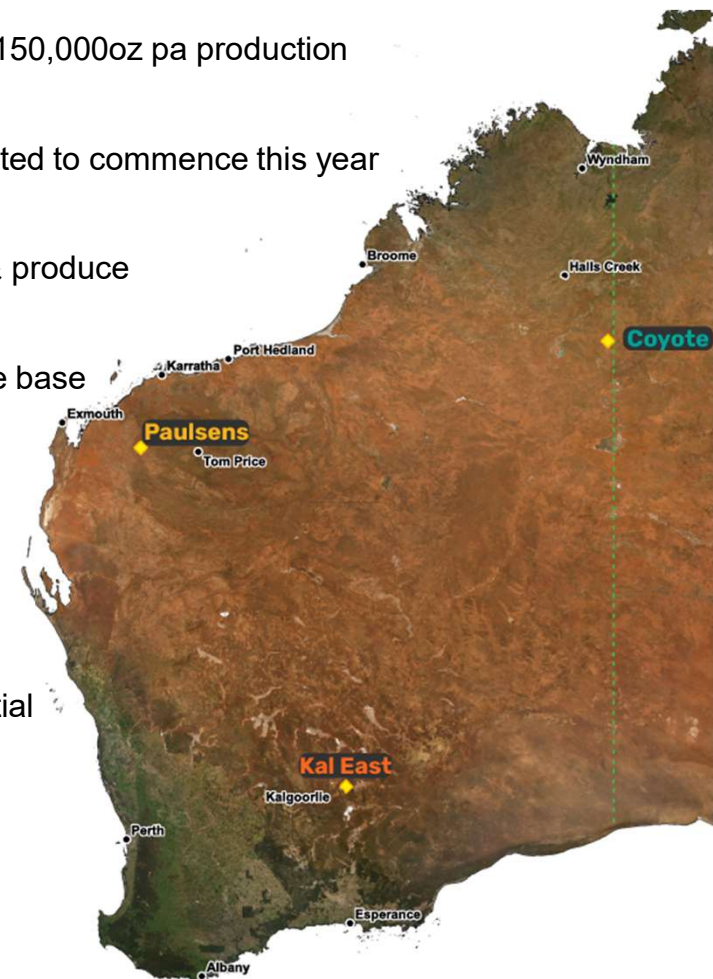 150,000oz pa production
ted to commence this year
produce
e base
tial
Wyndham
Broome
Halls Creek
Coyote
Port Hedland
Karratha
Exmouth
Paulsens
Tom Price
Kal East
Kalgoorlie
Perth
Esperance
Albany